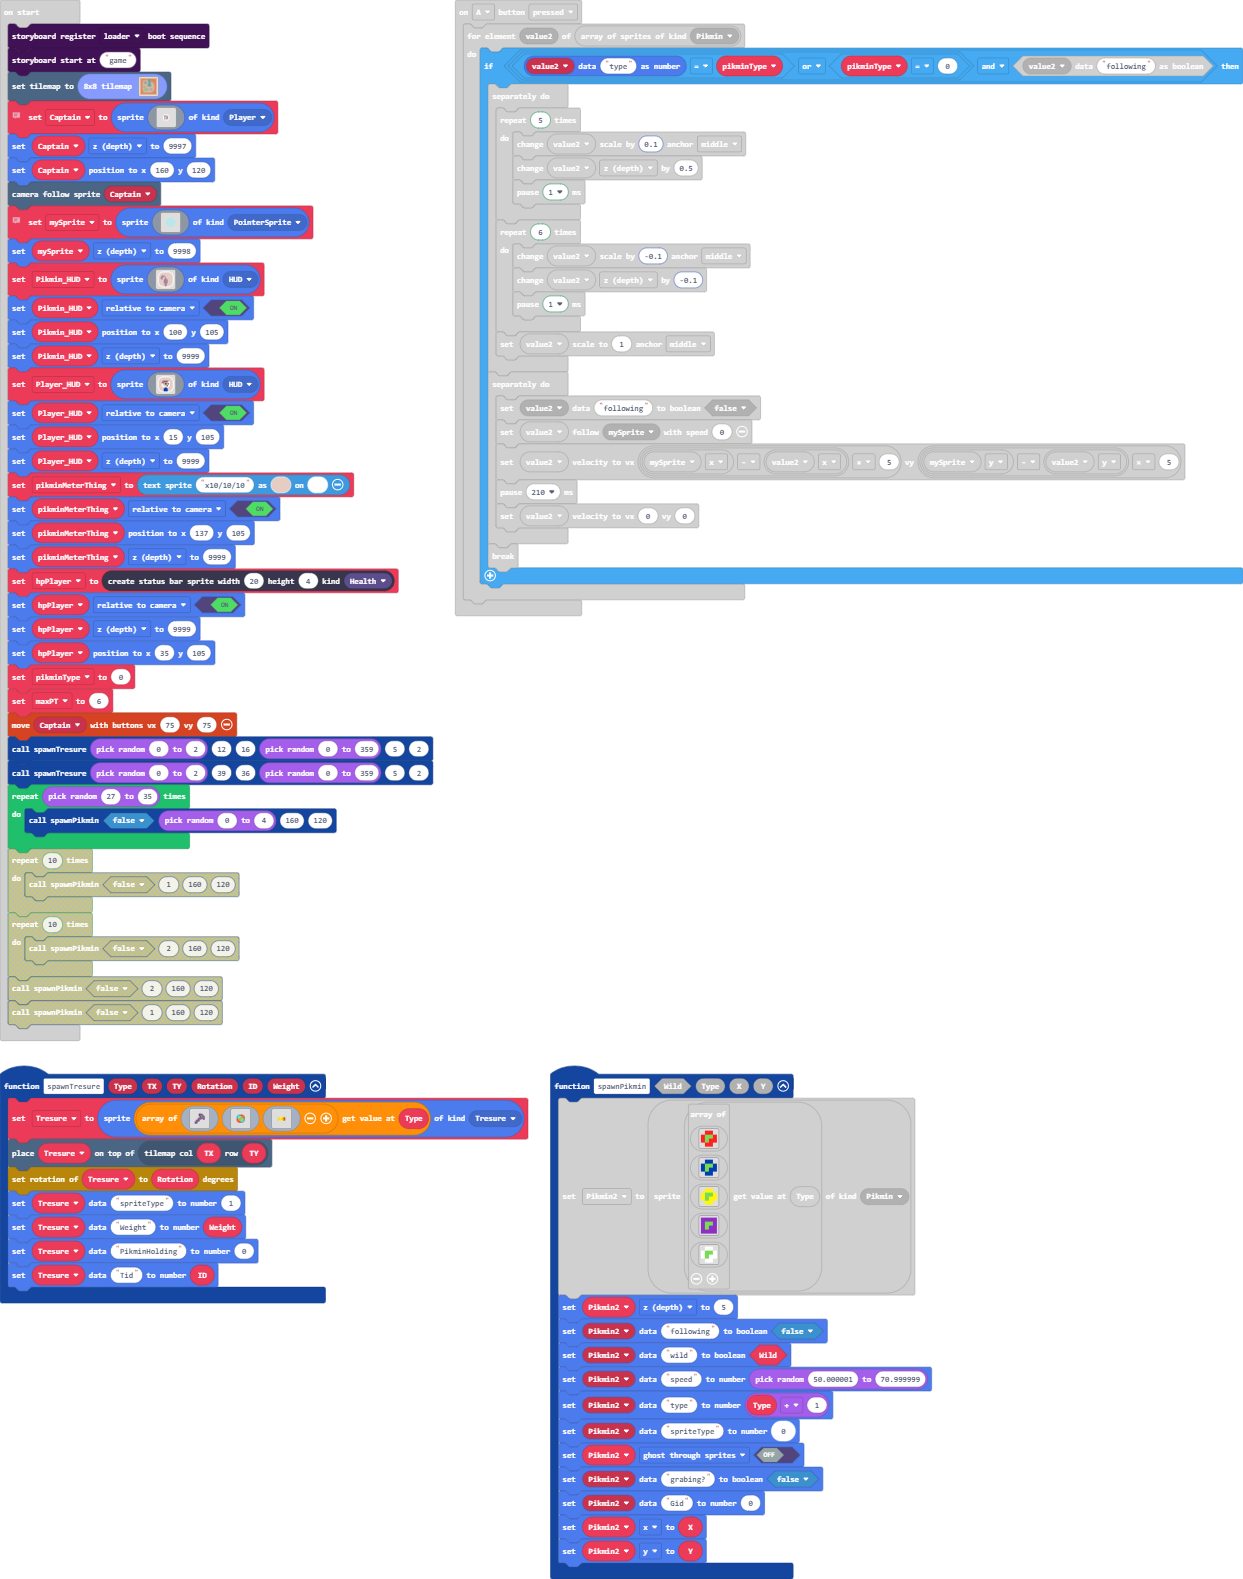 on start
storyboard register loader boot sequence
storyboard start at "game"
set tilemap to 8x8 tilemap
set Captain to sprite of kind Player
set Captain z (depth) to 9997
set Captain position to x 160 y 120
camera follow sprite Captain
set mySprite to sprite of kind PointerSprite
set mySprite z (depth) to 9998
set Pikmin_HUD to sprite of kind HUD
set Pikmin_HUD relative to camera ON
set Pikmin_HUD position to x 100 y 105
set Pikmin_HUD z (depth) to 9999
set Player_HUD to sprite of kind HUD
set Player_HUD relative to camera ON
set Player_HUD position to x 15 y 105
set Player_HUD z (depth) to 9999
set pikminMeterThing to text sprite "x10/10/10" as on
set pikminMeterThing relative to camera ON
set pikminMeterThing position to x 137 y 105
set pikminMeterThing z (depth) to 9999
set hpPlayer to create status bar sprite width 20 height 4 kind Health
set hpPlayer relative to camera ON
set hpPlayer z (depth) to 9999
set hpPlayer position to x 35 y 105
set pikminType to 0
set maxPT to 6
move Captain with buttons vx 75 vy 75
call spawnTresure pick random 0 to 2 12 16 pick random 0 to 359 5 2
call spawnTresure pick random 0 to 2 39 36 pick random 0 to 359 5 2
repeat pick random 27 to 35 times
do call spawnPikmin false pick random 0 to 4 160 120
repeat 10 times
do call spawnPikmin false 1 160 120
repeat 10 times
do call spawnPikmin false 2 160 120
call spawnPikmin false 2 160 120
call spawnPikmin false 1 160 120
on A button pressed
for element value2 of array of sprites of kind Pikmin
do if value2 data "type" as number = pikminType or pikminType = 0 and value2 data "following" as boolean then
separately do
repeat 5 times
do change value2 scale by 0.1 anchor middle
change value2 z (depth) by 0.5
pause 1 ms
repeat 6 times
do change value2 scale by -0.1 anchor middle
change value2 z (depth) by -0.1
pause 1 ms
set value2 scale to 1 anchor middle
separately do
set value2 data "following" to boolean false
set value2 follow mySprite with speed 0
set value2 velocity to vx mySprite x - value2 x × 5 vy mySprite y - value2 y × 5
pause 210 ms
set value2 velocity to vx 0 vy 0
break
function spawnTresure Type TX TY Rotation ID Weight
set Tresure to sprite array of get value at Type of kind Tresure
place Tresure on top of tilemap col TX row TY
set rotation of Tresure to Rotation degrees
set Tresure data "spriteType" to number 1
set Tresure data "Weight" to number Weight
set Tresure data "PikminHolding" to number 0
set Tresure data "Tid" to number ID
function spawnPikmin Wild Type X Y
array of
set Pikmin2 to sprite get value at Type of kind Pikmin
set Pikmin2 z (depth) to 5
set Pikmin2 data "following" to boolean false
set Pikmin2 data "wild" to boolean Wild
set Pikmin2 data "speed" to number pick random 50.000001 to 70.999999
set Pikmin2 data "type" to number Type + 1
set Pikmin2 data "spriteType" to number 0
set Pikmin2 ghost through sprites OFF
set Pikmin2 data "grabing?" to boolean false
set Pikmin2 data "Gid" to number 0
set Pikmin2 x to X
set Pikmin2 y to Y